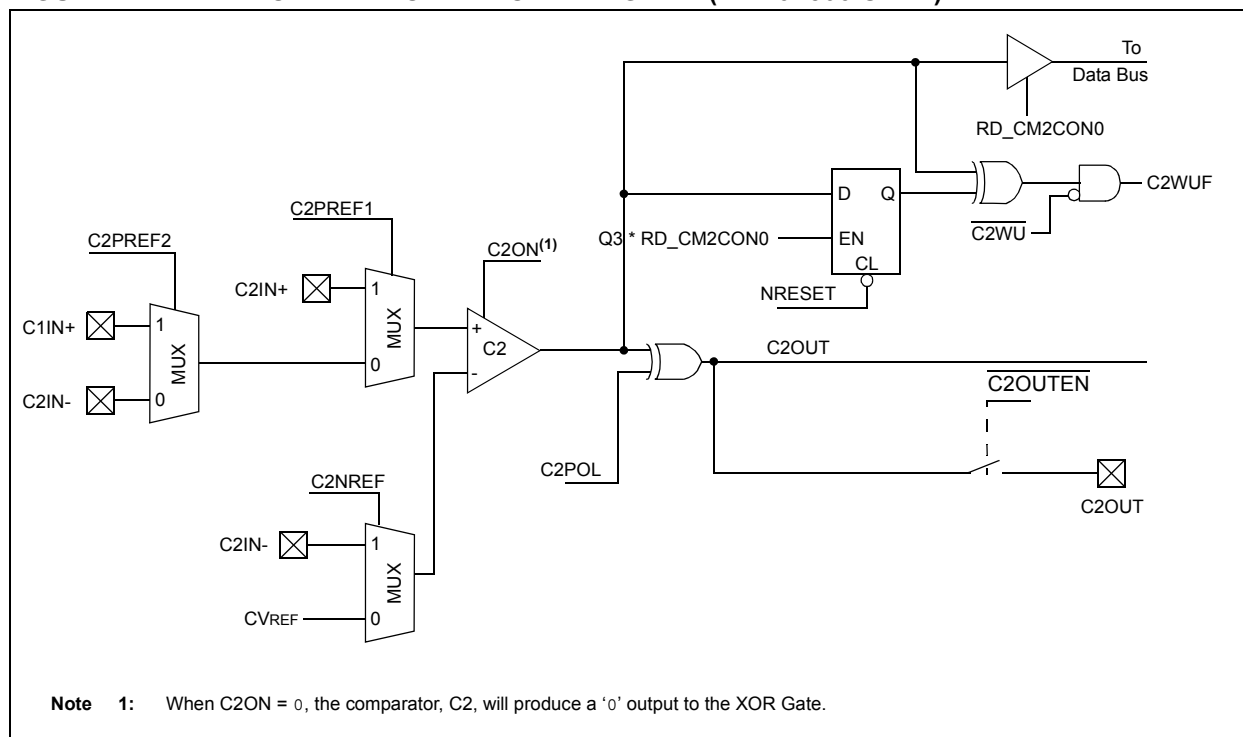 To
Data Bus
RD_CM2CON0
C2WUF
C2WU
D Q
Q3 * RD_CM2CON0
EN
CL
NRESET
C2PREF1
C2PREF2
C2ON(1)
C2IN+
1
MUX
0
C1IN+
1
MUX
0
C2IN-
+
C2
-
C2OUT
C2OUTEN
C2POL
C2OUT
C2NREF
C2IN-
1
MUX
0
CVREF
Note 1: When C2ON = 0, the comparator, C2, will produce a ‘0’ output to the XOR Gate.